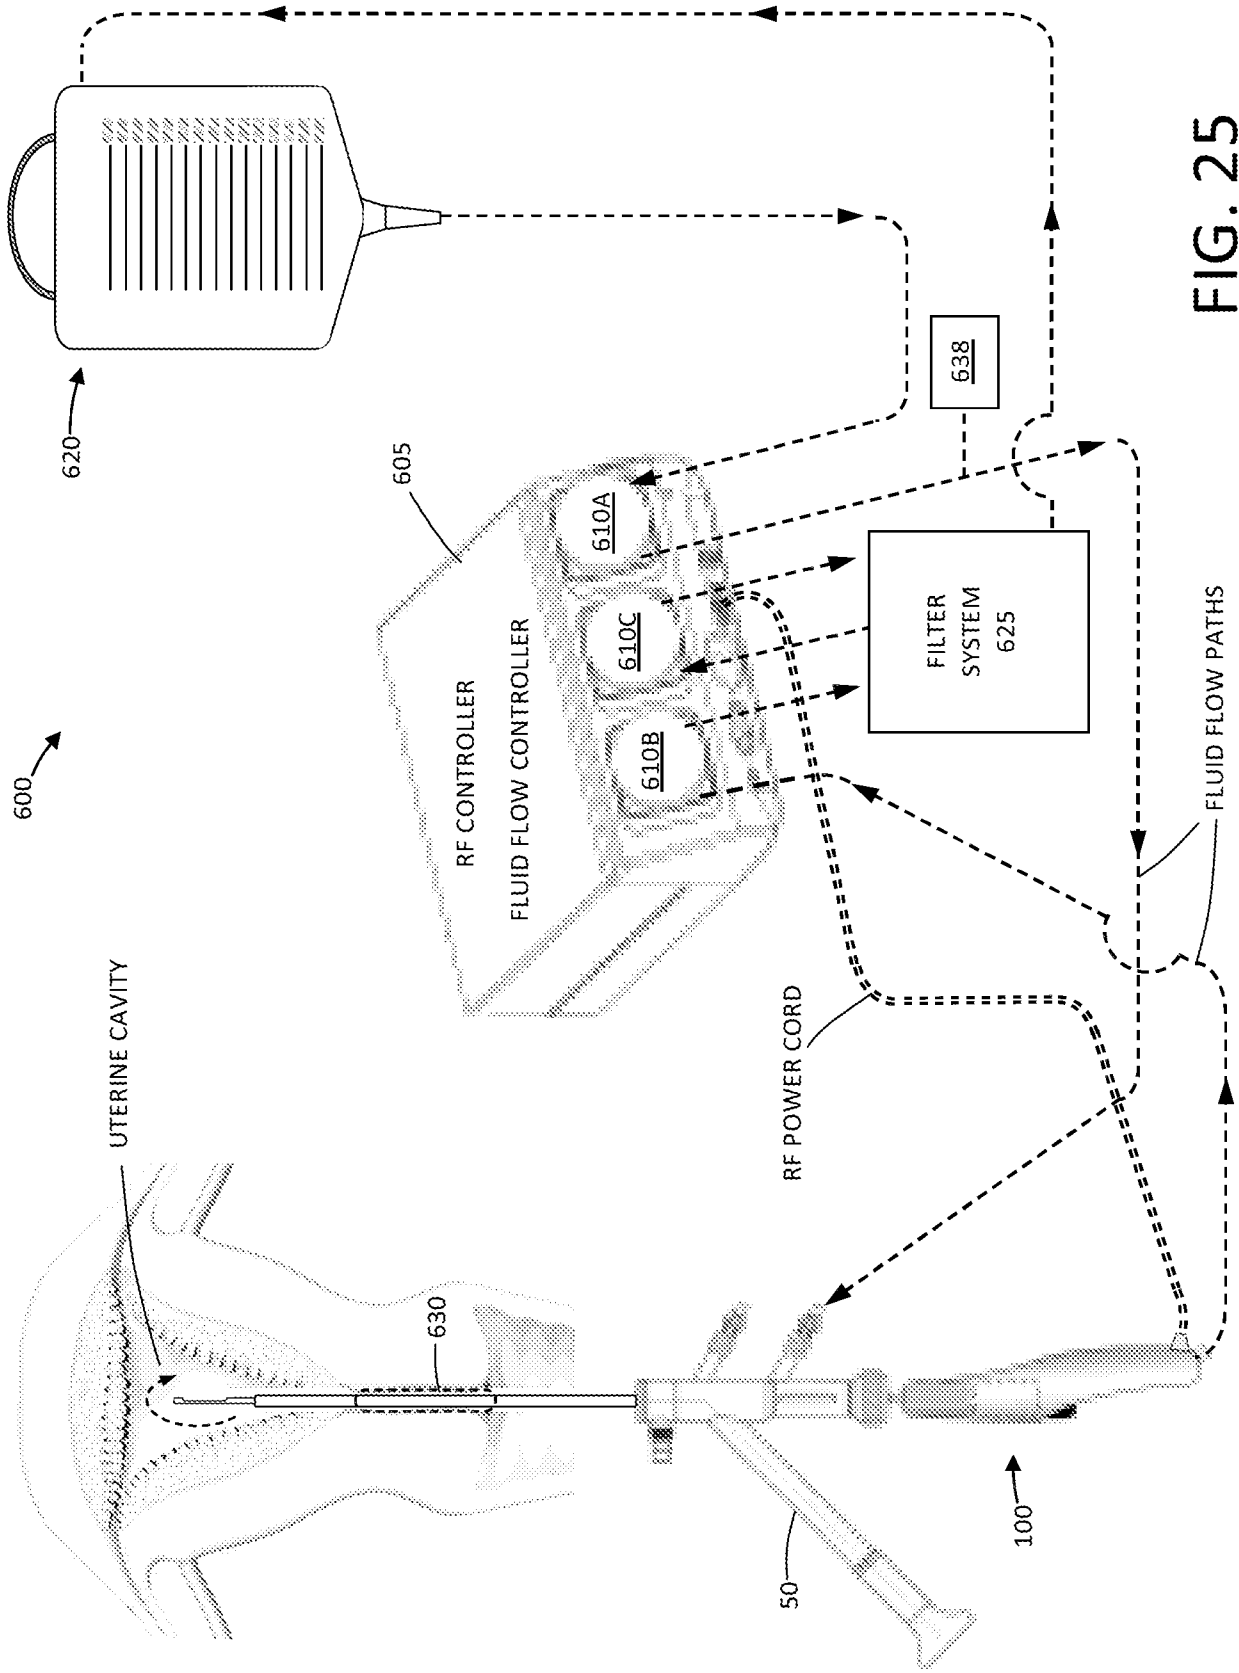 600
UTERINE CAVITY
620
605
RF CONTROLLER
FLUID FLOW CONTROLLER
610B
610C
610A
638
630
RF POWER CORD
FILTER
SYSTEM
625
50
100
FLUID FLOW PATHS
FIG. 25